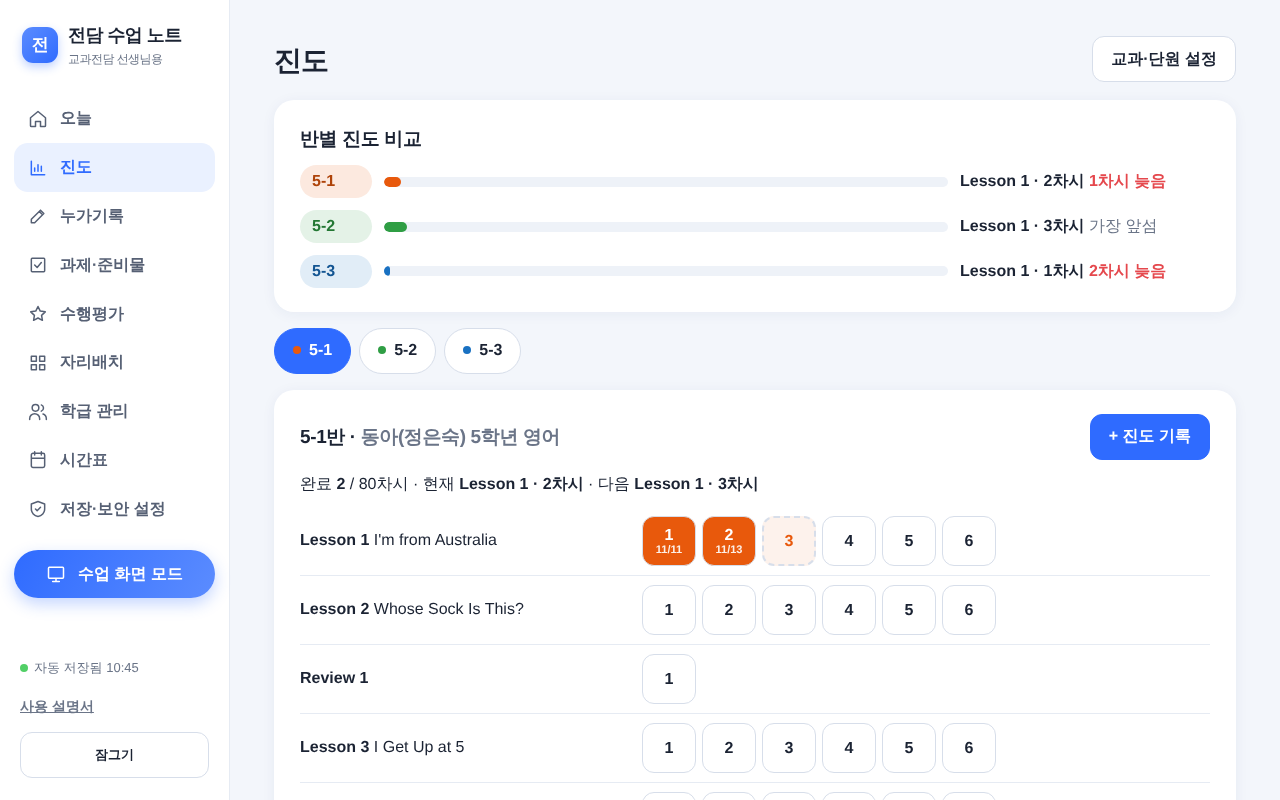 전
전담 수업 노트
교과전담 선생님용
오늘
진도
누가기록
과제·준비물
수행평가
자리배치
학급 관리
시간표
저장·보안 설정
수업 화면 모드
자동 저장됨 10:45
사용 설명서
잠그기
진도
교과·단원 설정
반별 진도 비교
5-1 Lesson 1 · 2차시 1차시 늦음
5-2 Lesson 1 · 3차시 가장 앞섬
5-3 Lesson 1 · 1차시 2차시 늦음
5-1 5-2 5-3
5-1반 · 동아(정은숙) 5학년 영어
+ 진도 기록
완료 2 / 80차시 · 현재 Lesson 1 · 2차시 · 다음 Lesson 1 · 3차시
Lesson 1 I'm from Australia
1 2 3 4 5 6
11/11 11/13
Lesson 2 Whose Sock Is This?
1 2 3 4 5 6
Review 1
1
Lesson 3 I Get Up at 5
1 2 3 4 5 6